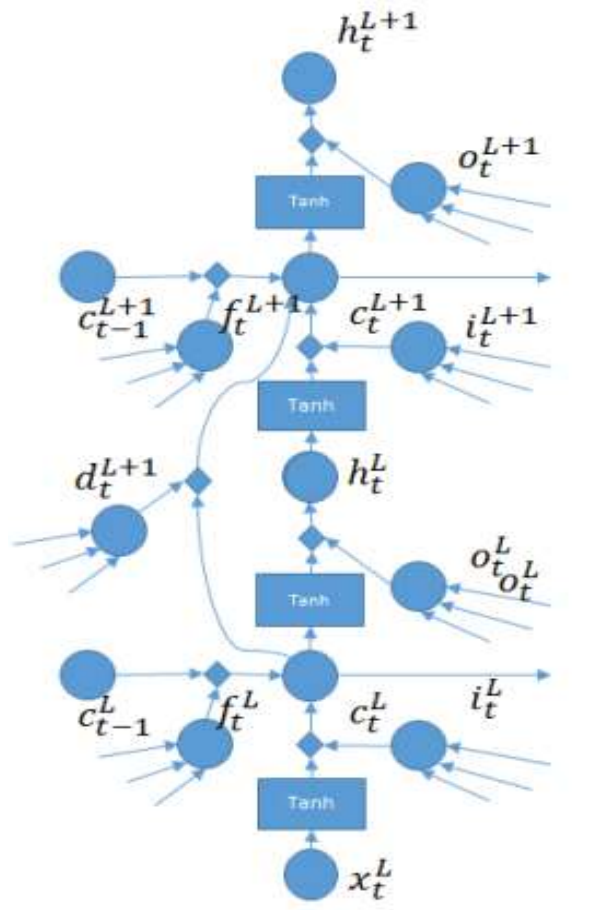 h_t^{L+1}
o_t^{L+1}
Tanh
c_{t-1}^{L+1} f_t^{L+1} c_t^{L+1} i_t^{L+1}
Tanh
d_t^{L+1} h_t^L
o_t^L
o_t^L
Tanh
c_{t-1}^L f_t^L c_t^L i_t^L
Tanh
x_t^L